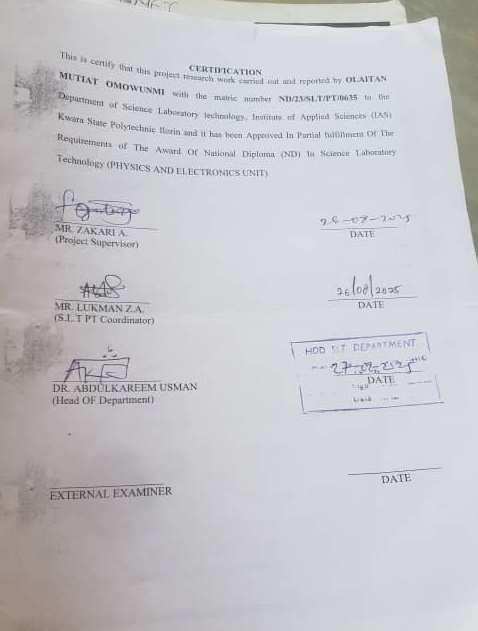 CERTIFICATION
This is certify that this project research work carried out and reported by OLAITAN
MUTIAT OMOWUNMI with the matric number ND/23/SLT/PT/0635 to the
Department of Science Laboratory technology, Institute of Applied Sciences (IAS)
Kwara State Polytechnic Ilorin and it has been Approved In Partial fulfillment Of The
Requirements of The Award Of National Diploma (ND) In Science Laboratory
Technology (PHYSICS AND ELECTRONICS UNIT)
MR. ZAKARI A.
(Project Supervisor)
DATE
26/08/2025
MR. LUKMAN Z.A.
(S.L.T PT Coordinator)
DATE
HOD SLT DEPARTMENT
DR. ABDULKAREEM USMAN
(Head OF Department)
DATE
EXTERNAL EXAMINER
DATE